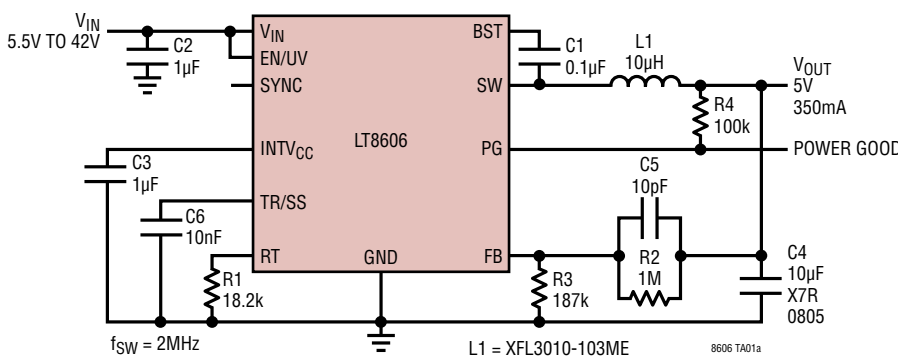 VIN
5.5V TO 42V
C2
1µF
VIN
EN/UV
SYNC
INTVCC
TR/SS
RT
LT8606
GND
BST
SW
PG
FB
C1
0.1µF
L1
10µH
VOUT
5V
350mA
R4
100k
POWER GOOD
C3
1µF
C6
10nF
R1
18.2k
C5
10pF
R2
1M
R3
187k
C4
10µF
X7R
0805
fSW = 2MHz
L1 = XFL3010-103ME
8606 TA01a